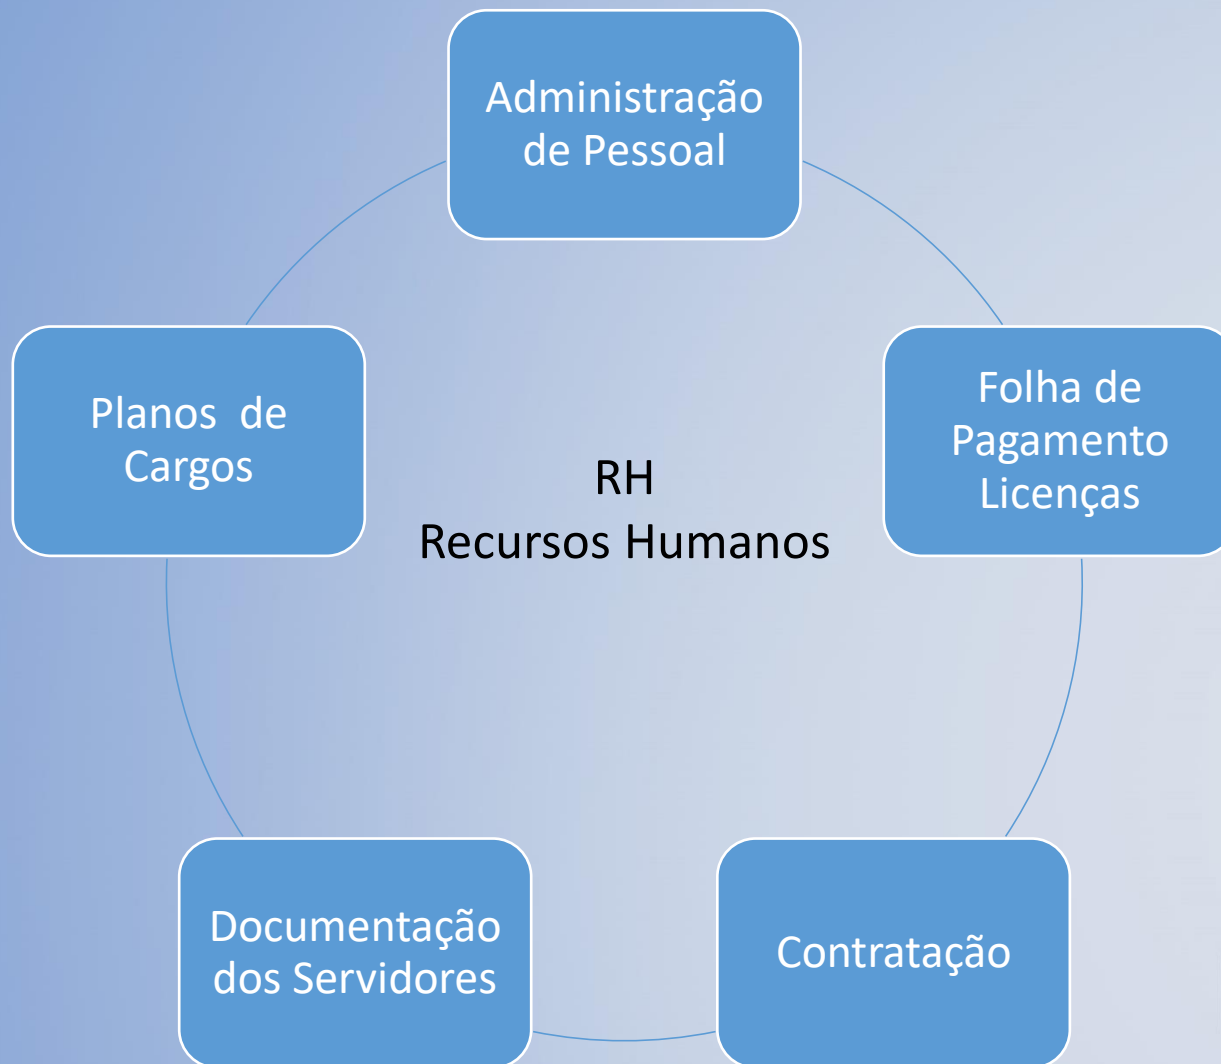 Administração
de Pessoal
Folha de
Pagamento
Licenças
Planos  de
Cargos
RH
Recursos Humanos
Documentação
dos Servidores
Contratação